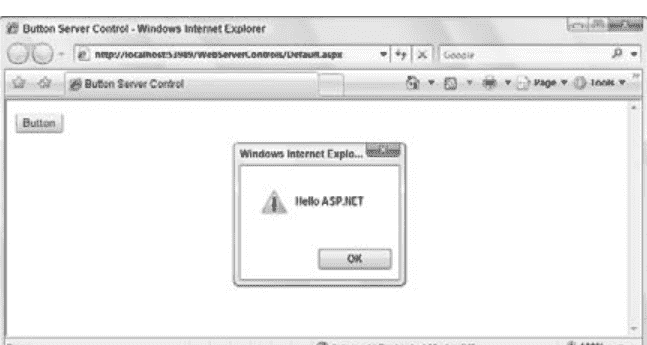 Button Server Control - Windows Internet Explorer
http://localhost:53989/WebServerControls/Default.aspx
Google
Button Server Control
Page
Tools
Button
Windows Internet Explo...
Hello ASP.NET
OK